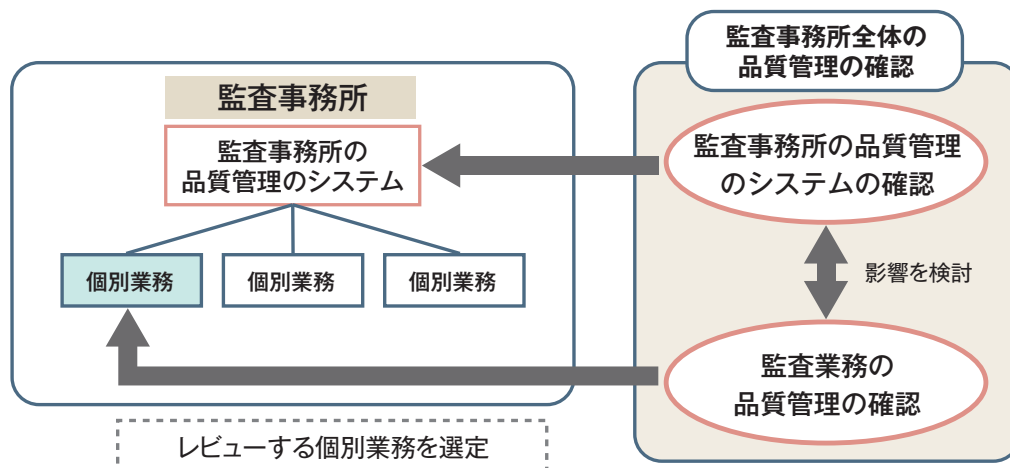 監査事務所全体の
品質管理の確認
監査事務所
監査事務所の
品質管理のシステム
監査事務所の品質管理
のシステムの確認
個別業務
個別業務
個別業務
影響を検討
監査業務の
品質管理の確認
レビューする個別業務を選定